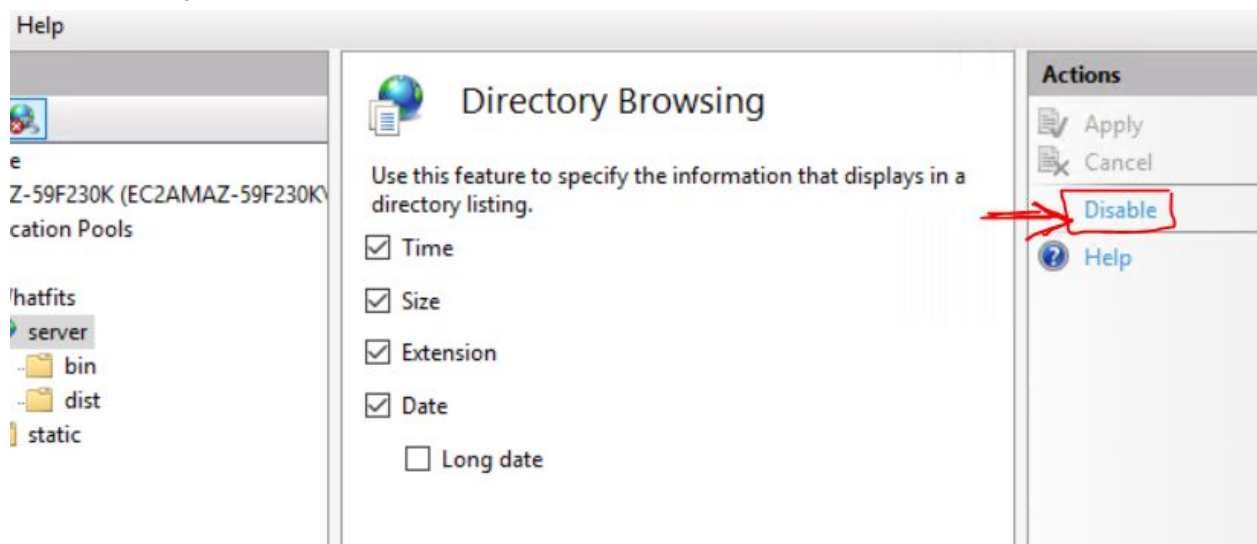 Help
e
Z-59F230K (EC2AMAZ-59F230K\
cation Pools
hatfits
server
bin
dist
static
Directory Browsing
Use this feature to specify the information that displays in a
directory listing.
Time
Size
Extension
Date
Long date
Actions
Apply
Cancel
Disable
Help